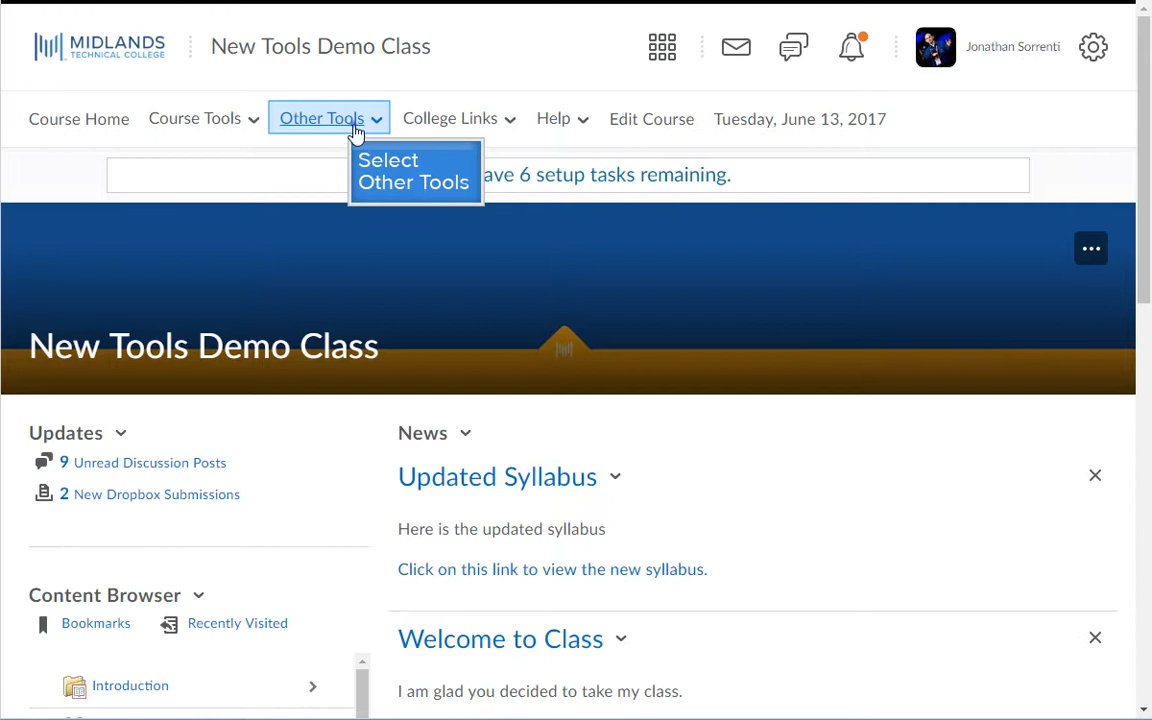 MIDLANDS
TECHNICAL COLLEGE
New Tools Demo Class
Jonathan Sorrenti
Course Home
Course Tools
Other Tools
College Links
Help
Edit Course
Tuesday, June 13, 2017
Select
Other Tools
ave 6 setup tasks remaining.
New Tools Demo Class
Updates
9 Unread Discussion Posts
2 New Dropbox Submissions
Content Browser
Bookmarks
Recently Visited
Introduction
News
Updated Syllabus
Here is the updated syllabus
Click on this link to view the new syllabus.
Welcome to Class
I am glad you decided to take my class.